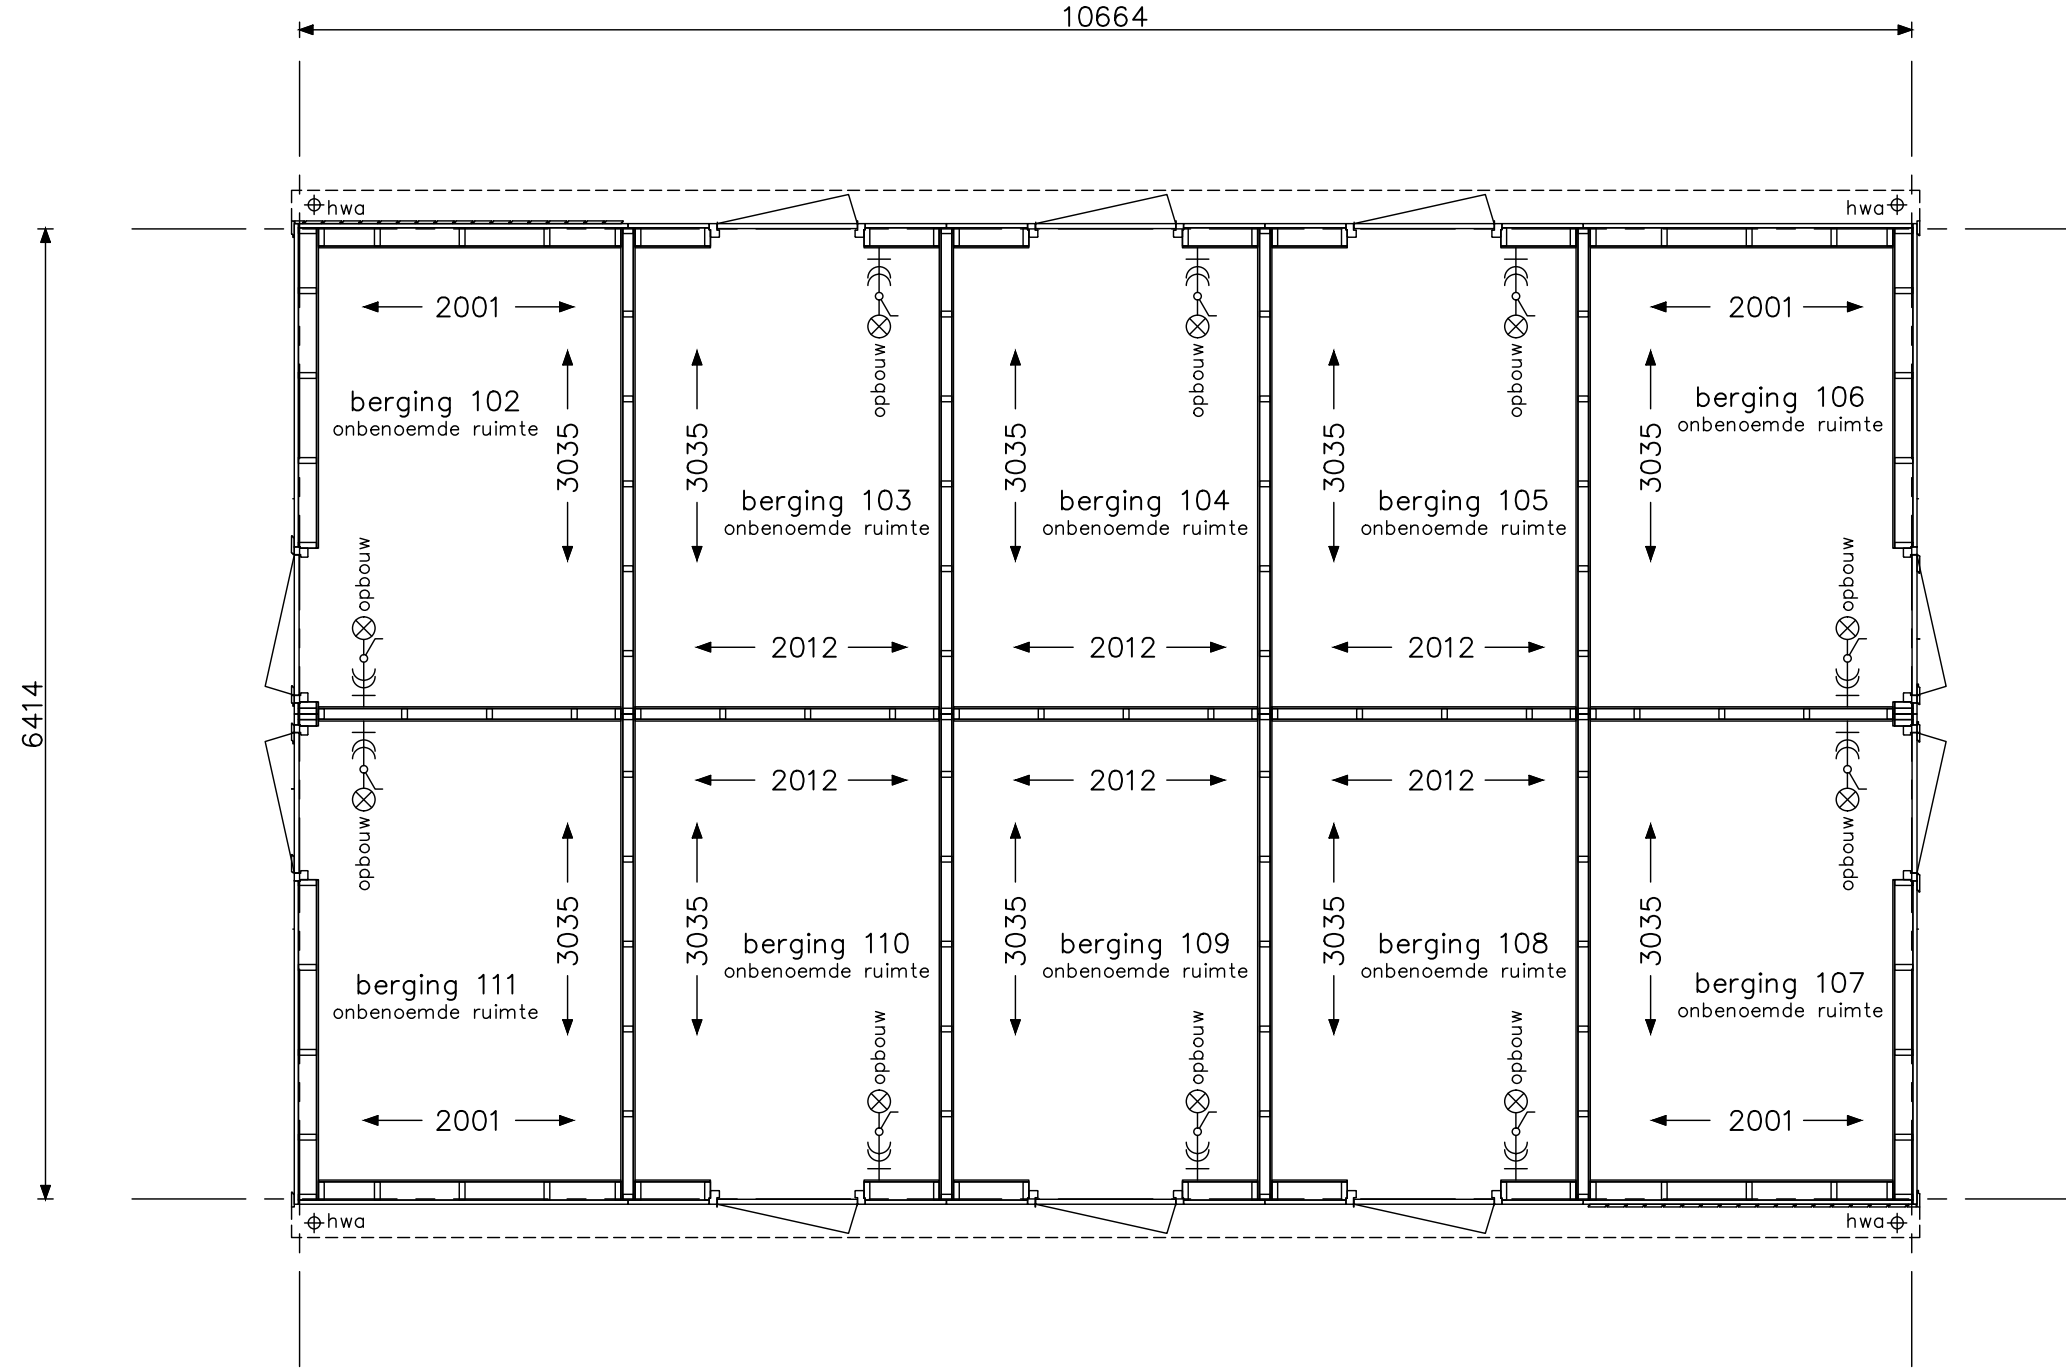 10664
hwa
hwa
2001
2001
opbouw
opbouw
opbouw
berging 102
onbenoemde ruimte
berging 106
onbenoemde ruimte
3035
3035
3035
3035
3035
berging 103
onbenoemde ruimte
berging 104
onbenoemde ruimte
berging 105
onbenoemde ruimte
opbouw
opbouw
2012
2012
2012
6414
2012
2012
2012
opbouw
opbouw
3035
3035
3035
3035
3035
berging 110
onbenoemde ruimte
berging 109
onbenoemde ruimte
berging 108
onbenoemde ruimte
berging 111
onbenoemde ruimte
berging 107
onbenoemde ruimte
opbouw
opbouw
opbouw
2001
2001
hwa
hwa